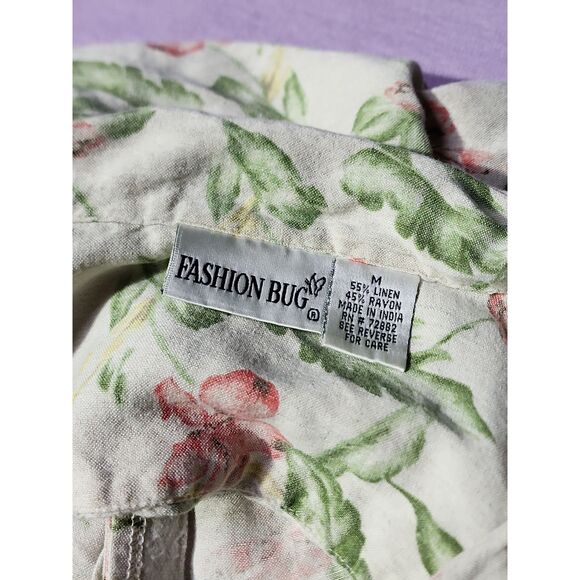 FASHION BUG®
M
55% LINEN
45% RAYON
MADE IN INDIA
RN # 72882
SEE REVERSE
FOR CARE